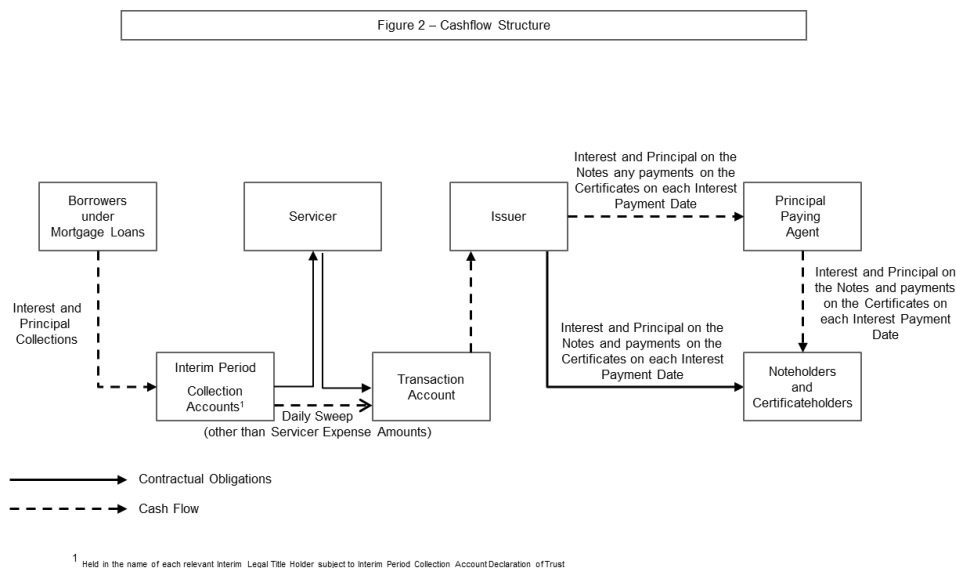 Figure 2 – Cashflow Structure
Interest and Principal on the
Notes any payments on the
Certificates on each Interest
Payment Date
Borrowers
under
Mortgage Loans
Servicer
Issuer
Principal
Paying
Agent
Interest and
Principal
Collections
Interest and Principal on
the Notes and payments
on the Certificates on
each Interest Payment
Date
Interest and Principal on the
Notes and payments on the
Certificates on each Interest
Payment Date
Interim Period
Collection
Accounts¹
Transaction
Account
Noteholders
and
Certificateholders
Daily Sweep
(other than Servicer Expense Amounts)
Contractual Obligations
Cash Flow
¹ Held in the name of each relevant Interim Legal Title Holder subject to Interim Period Collection Account Declaration of Trust